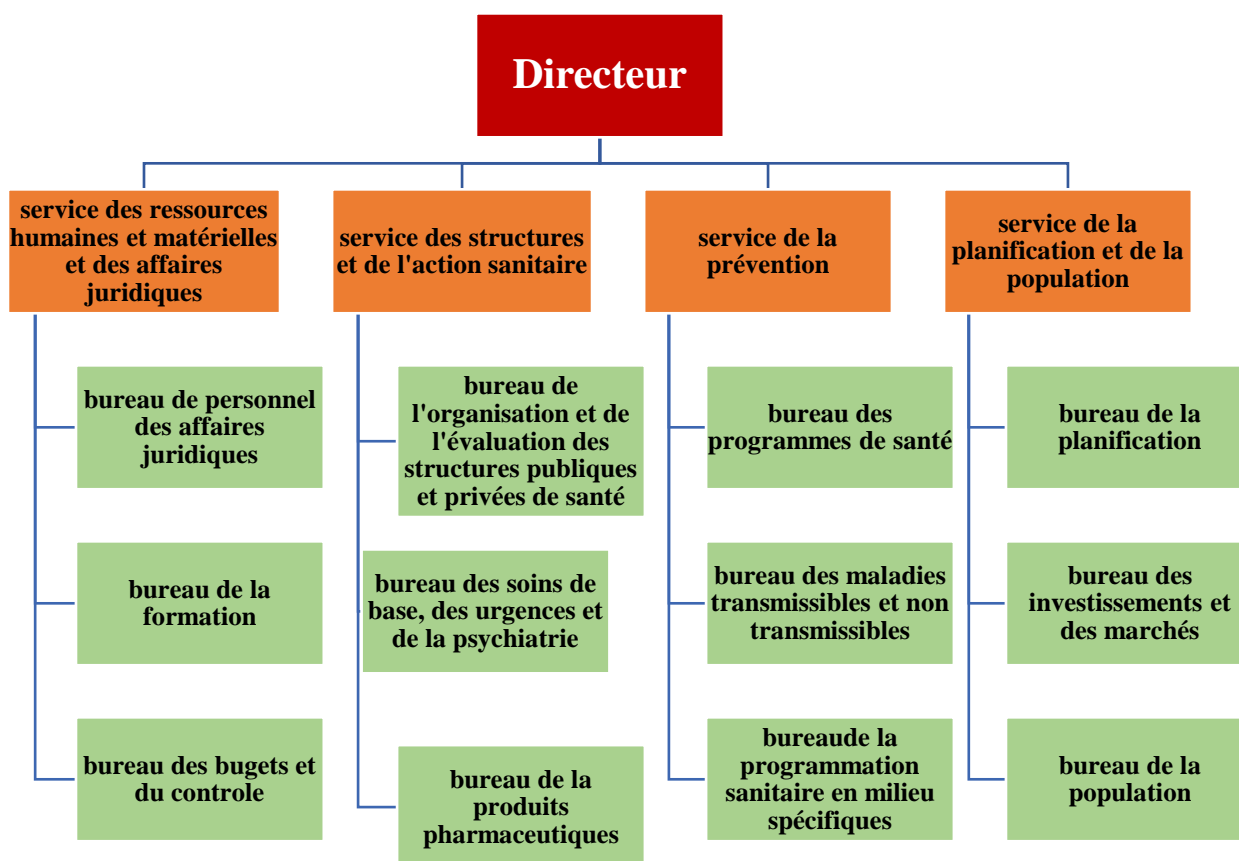 Directeur
service des ressources
humaines et matérielles
et des affaires
juridiques
service des structures
et de l'action sanitaire
service de la
prévention
service de la
planification et de la
population
bureau de personnel
des affaires
juridiques
bureau de
l'organisation et de
l'évaluation des
structures publiques
et privées de santé
bureau des
programmes de santé
bureau de la
planification
bureau de la
formation
bureau des soins de
base, des urgences et
de la psychiatrie
bureau des maladies
transmissibles et non
transmissibles
bureau des
investissements et
des marchés
bureau des bugets et
du controle
bureau de la
produits
pharmaceutiques
bureaude la
programmation
sanitaire en milieu
spécifiques
bureau de la
population